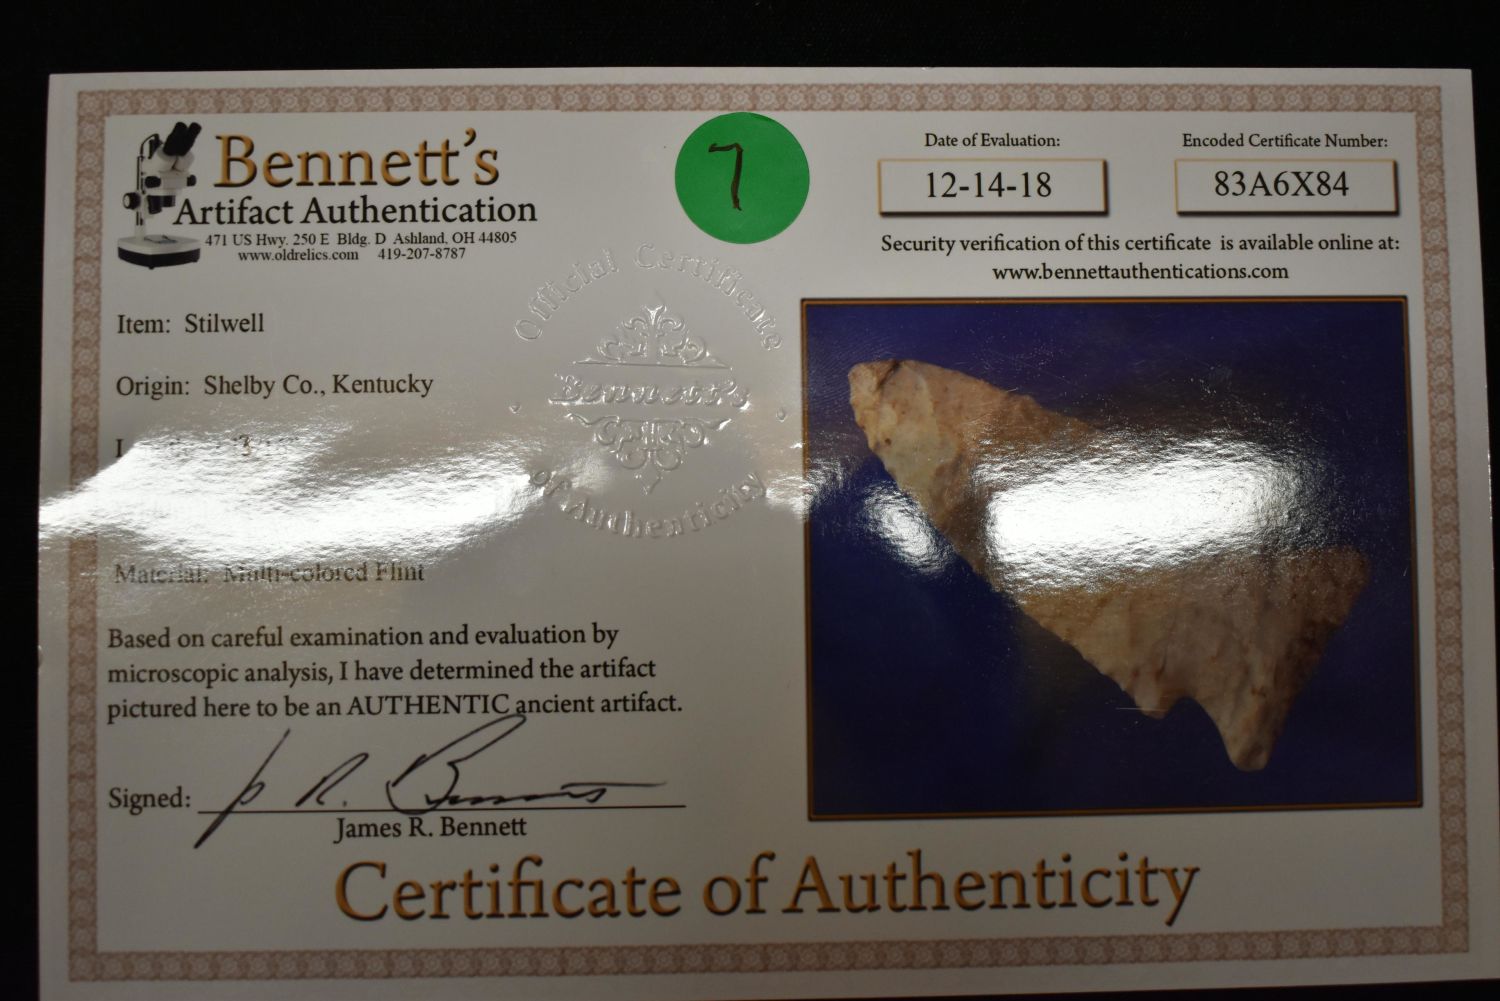 Bennett's
Artifact Authentication
471 US Hwy. 250 E Bldg. D Ashland, OH 44805
www.oldrelics.com 419-207-8787
7
Date of Evaluation:
12-14-18
Encoded Certificate Number:
83A6X84
Security verification of this certificate is available online at:
www.bennettauthentications.com
Official Certificate
Bennett's
of Authenticity
Item: Stilwell
Origin: Shelby Co., Kentucky
Material: Multi-colored Flint
Based on careful examination and evaluation by
microscopic analysis, I have determined the artifact
pictured here to be an AUTHENTIC ancient artifact.
Signed:
James R. Bennett
Certificate of Authenticity